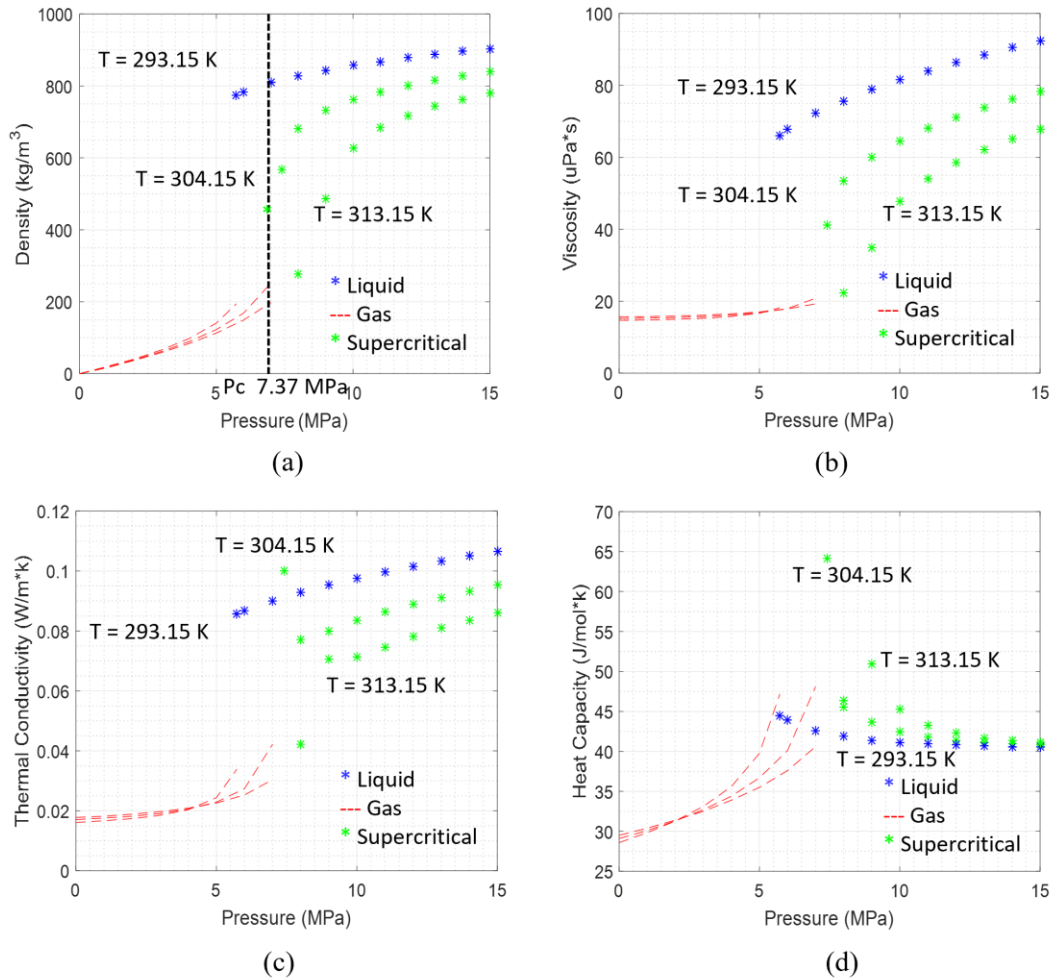 1000
900
800
600
400
200
0
Density (kg/m³)
T = 293.15 K
T = 304.15 K
T = 313.15 K
* Liquid
--- Gas
* Supercritical
0
5
10
15
Pc 7.37 MPa
Pressure (MPa)
(a)
100
80
60
40
20
0
Viscosity (uPa*s)
T = 293.15 K
T = 304.15 K
T = 313.15 K
* Liquid
--- Gas
* Supercritical
0
5
10
15
Pressure (MPa)
(b)
0.12
0.1
0.08
0.06
0.04
0.02
0
Thermal Conductivity (W/m*k)
T = 304.15 K
T = 293.15 K
T = 313.15 K
* Liquid
--- Gas
* Supercritical
0
5
10
15
Pressure (MPa)
(c)
70
65
60
55
50
45
40
35
30
25
Heat Capacity (J/mol*k)
T = 304.15 K
T = 313.15 K
T = 293.15 K
* Liquid
--- Gas
* Supercritical
0
5
10
15
Pressure (MPa)
(d)